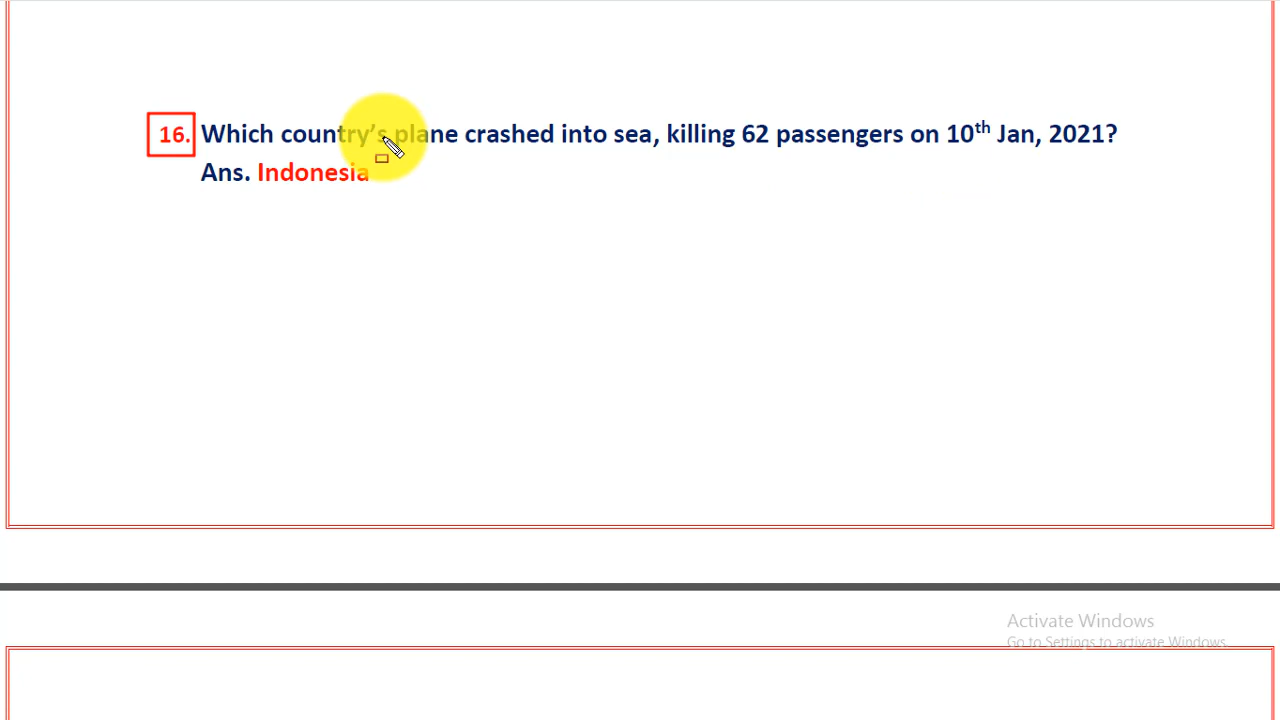 16. Which country’s plane crashed into sea, killing 62 passengers on 10th Jan, 2021?
Ans. Indonesia
Activate Windows
Go to Settings to activate Windows.